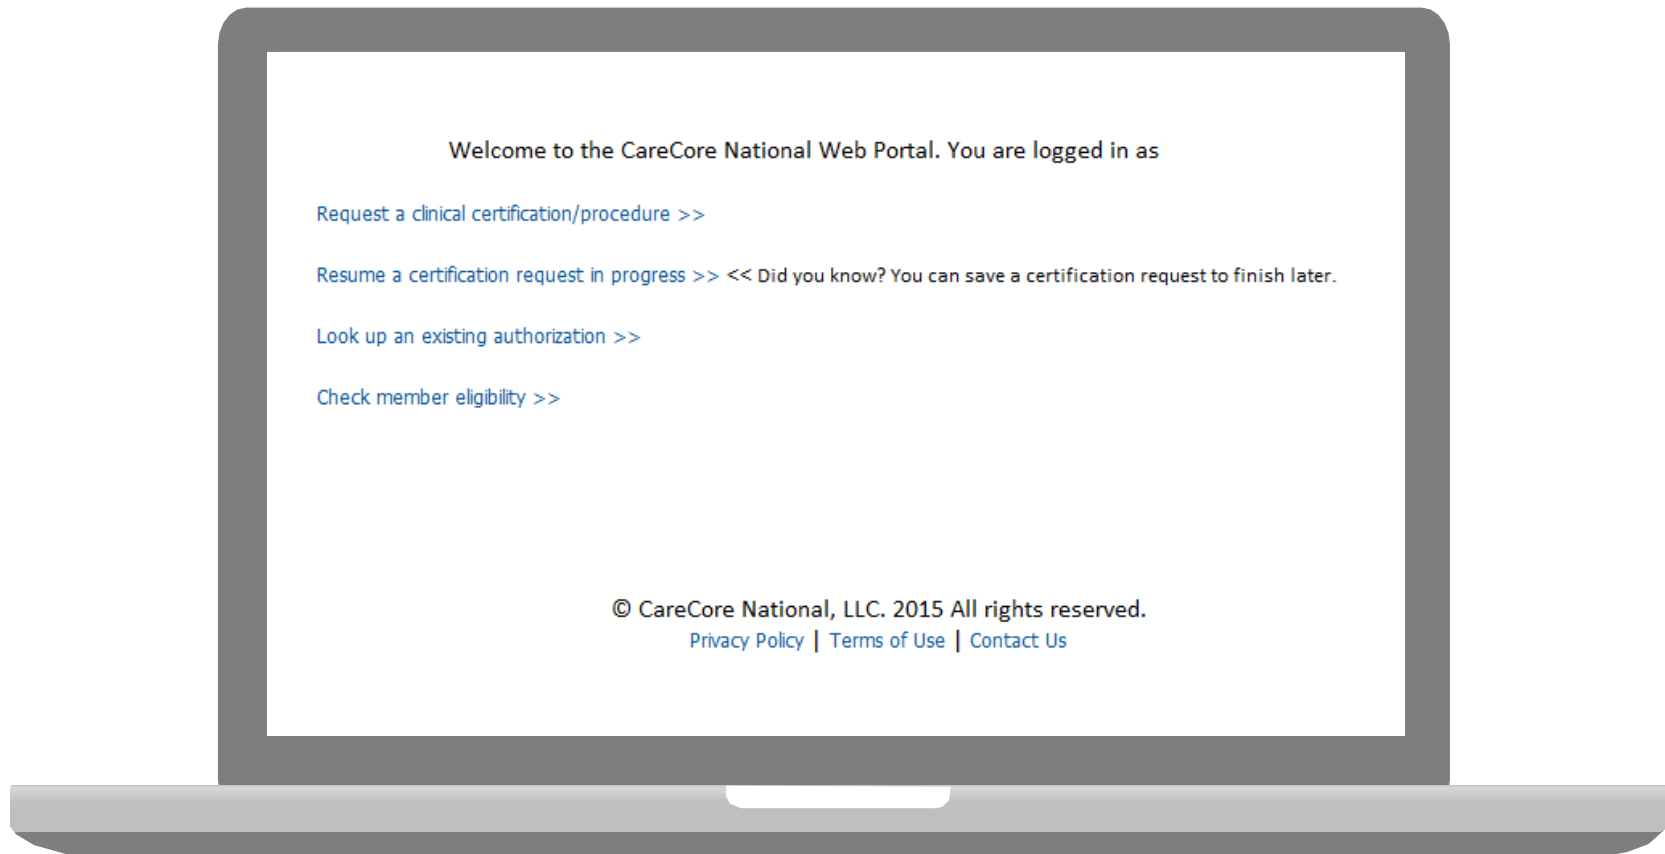 Welcome to the CareCore National Web Portal. You are logged in as
Request a clinical certification/procedure >>
Resume a certification request in progress >> << Did you know? You can save a certification request to finish later.
Look up an existing authorization >>
Check member eligibility >>
© CareCore National, LLC. 2015 All rights reserved.
Privacy Policy | Terms of Use | Contact Us